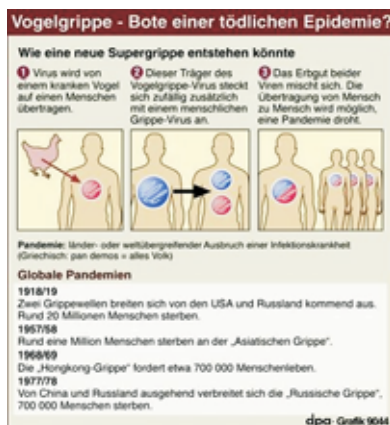 Vogelgrippe - Bote einer tödlichen Epidemie?
Wie eine neue Supergrippe entstehen könnte
1 Virus wird von
einem kranken Vogel
auf einen Menschen
übertragen.
2 Dieser Träger des
Vogelgrippe-Virus steckt
sich zufällig zusätzlich
mit einem menschlichen
Grippe-Virus an.
3 Das Erbgut beider
Viren mischt sich. Die
Übertragung von Mensch
zu Mensch wird möglich,
eine Pandemie droht.
Pandemie: länder- oder weltübergreifender Ausbruch einer Infektionskrankheit
(Griechisch: pan demos = alles Volk)
Globale Pandemien
1918/19
Zwei Grippewellen breiten sich von den USA und Russland kommend aus.
Rund 20 Millionen Menschen sterben.
1957/58
Rund eine Million Menschen sterben an der „Asiatischen Grippe".
1968/69
Die „Hongkong-Grippe" fordert etwa 700 000 Menschenleben.
1977/78
Von China und Russland ausgehend verbreitet sich die „Russische Grippe",
700 000 Menschen sterben.
dpa · Grafik 9044